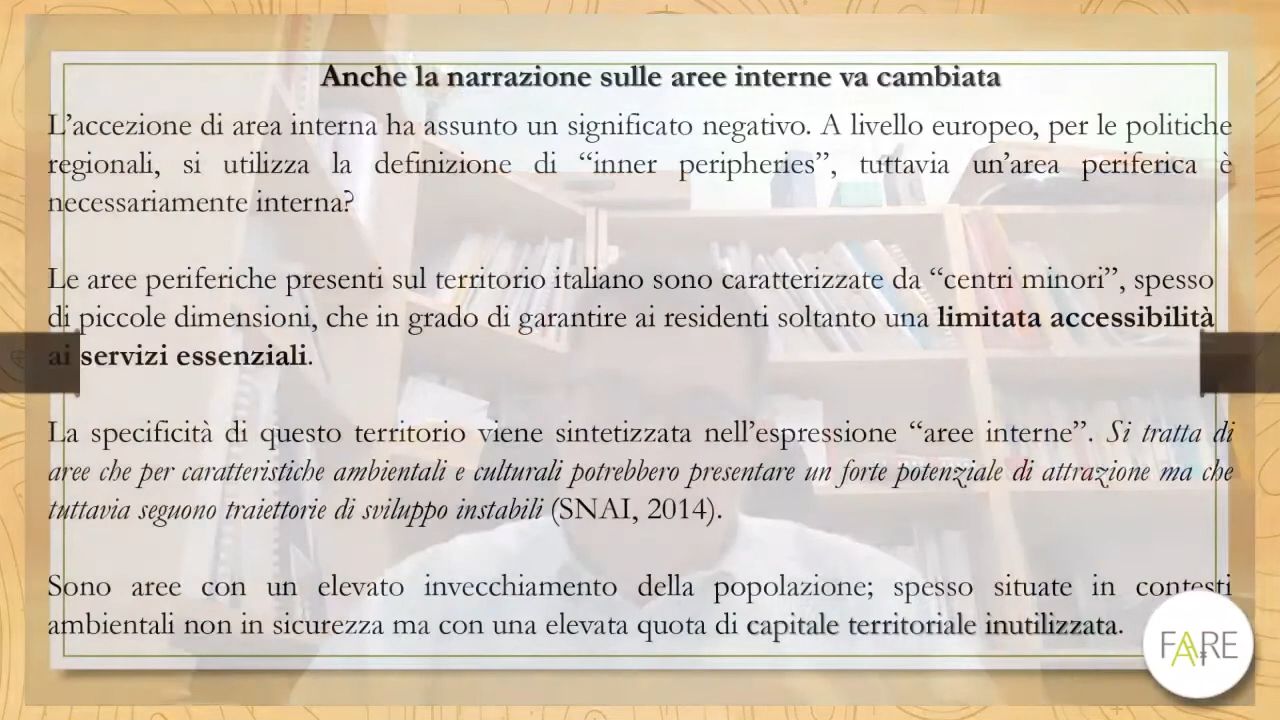 Anche la narrazione sulle aree interne va cambiata
L’accezione di area interna ha assunto un significato negativo. A livello europeo, per le politiche
regionali, si utilizza la definizione di “inner peripheries”, tuttavia un’area periferica è
necessariamente interna?
Le aree periferiche presenti sul territorio italiano sono caratterizzate da “centri minori”, spesso
di piccole dimensioni, che in grado di garantire ai residenti soltanto una limitata accessibilità
ai servizi essenziali.
La specificità di questo territorio viene sintetizzata nell’espressione “aree interne”. Si tratta di
aree che per caratteristiche ambientali e culturali potrebbero presentare un forte potenziale di attrazione ma che
tuttavia seguono traiettorie di sviluppo instabili (SNAI, 2014).
Sono aree con un elevato invecchiamento della popolazione; spesso situate in contesti
ambientali non in sicurezza ma con una elevata quota di capitale territoriale inutilizzata.
FARE